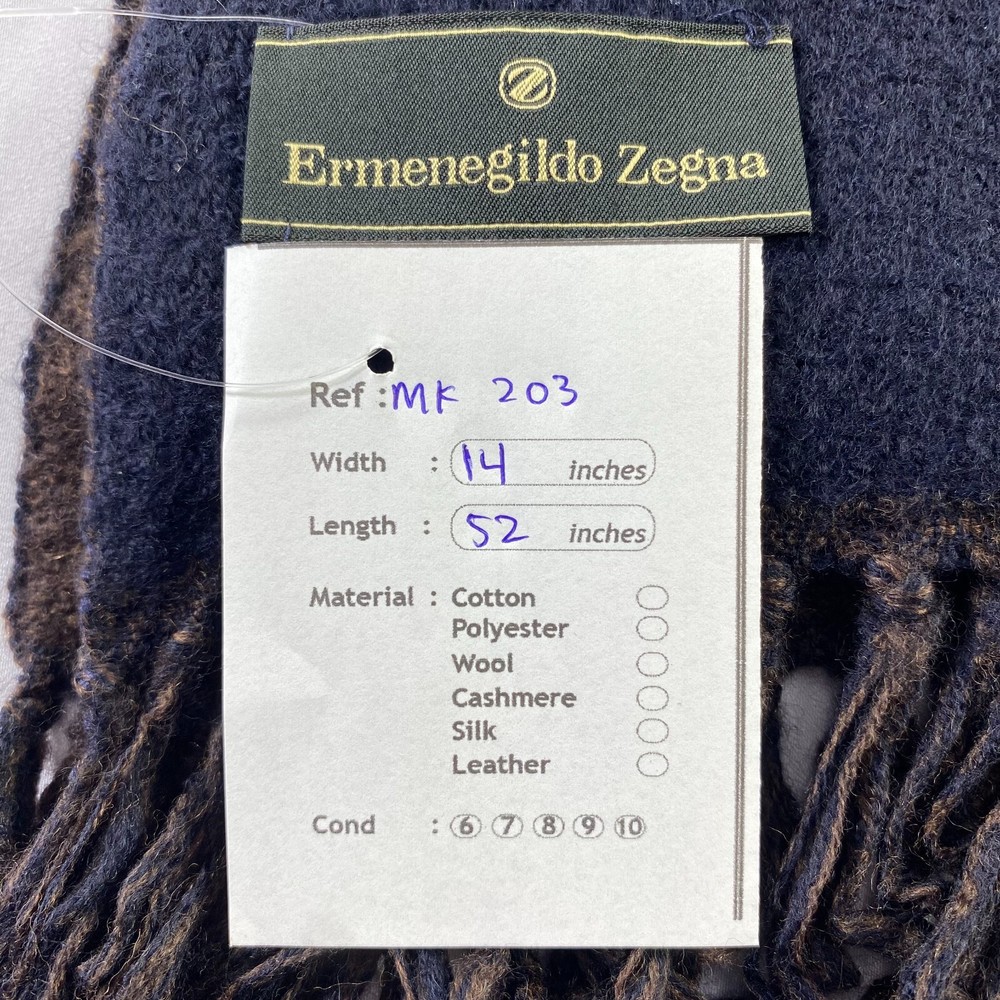 Z
Ermenegildo Zegna
Ref : MK 203
Width : 14 inches
Length : 52 inches
Material : Cotton
Polyester
Wool
Cashmere
Silk
Leather
Cond : 6 7 8 9 10